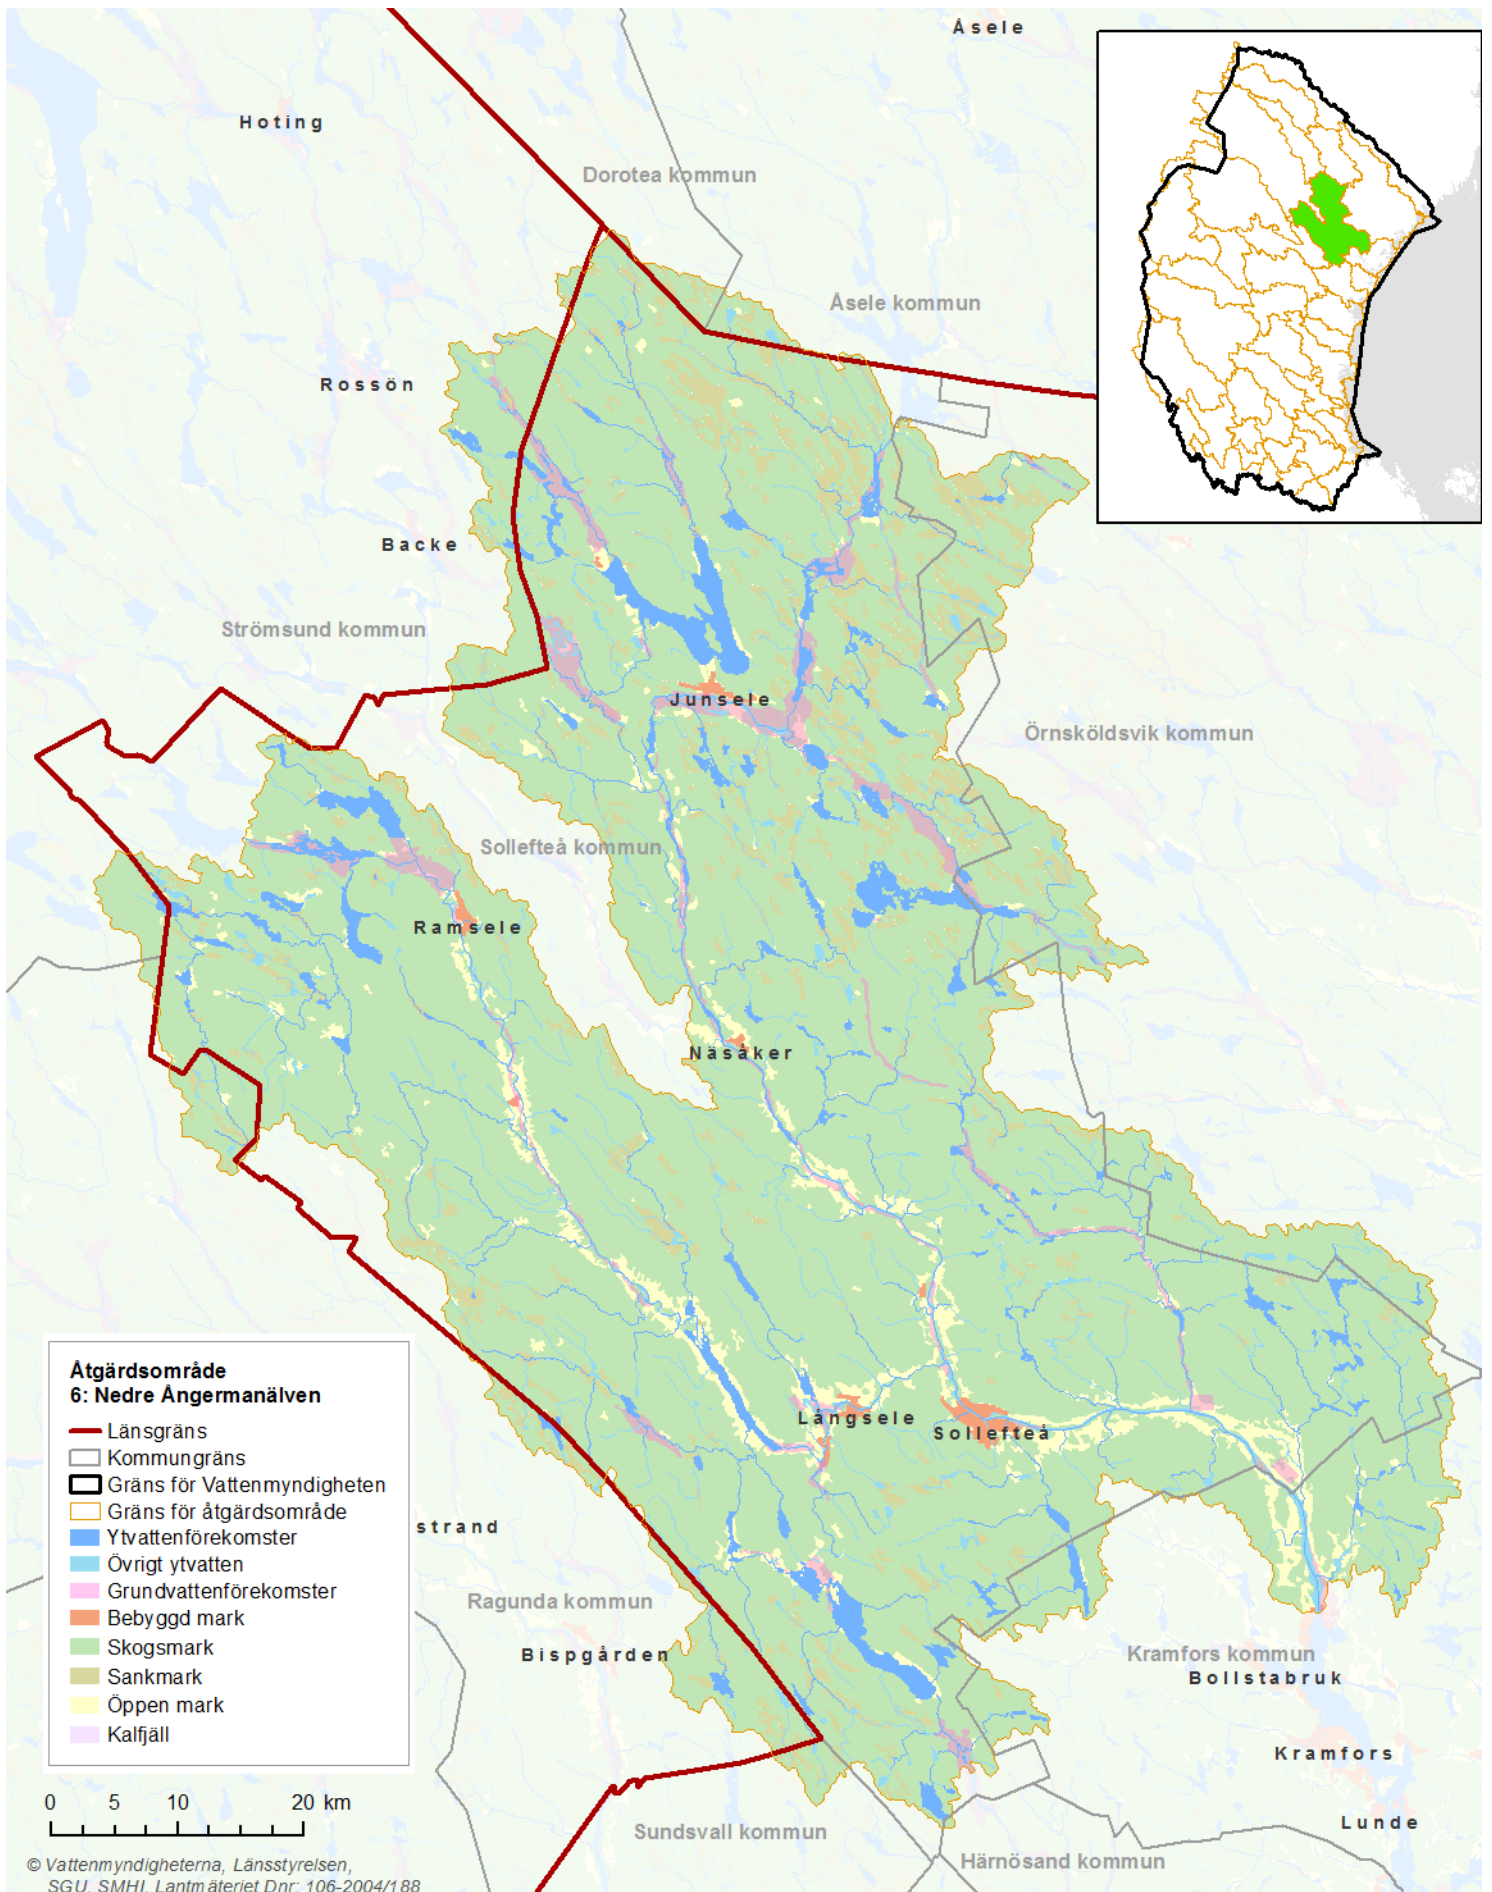 Åsele
Hoting
Dorotea kommun
Åsele kommun
Rossön
Backe
Strömsund kommun
Junsele
Örnsköldsvik kommun
Sollefteå kommun
Ramsele
Näsåker
Långsele
Sollefteå
strand
Ragunda kommun
Bispgården
Kramfors kommun
Bollstabruk
Kramfors
Lunde
Sundsvall kommun
Härnösand kommun
Åtgärdsområde
6: Nedre Ångermanälven
Länsgräns
Kommungräns
Gräns för Vattenmyndigheten
Gräns för åtgärdsområde
Ytvattenförekomster
Övrigt ytvatten
Grundvattenförekomster
Bebyggd mark
Skogsmark
Sankmark
Öppen mark
Kalfjäll
0 5 10 20 km
© Vattenmyndigheterna, Länsstyrelsen,
SGU, SMHI, Lantmäteriet Dnr: 106-2004/188